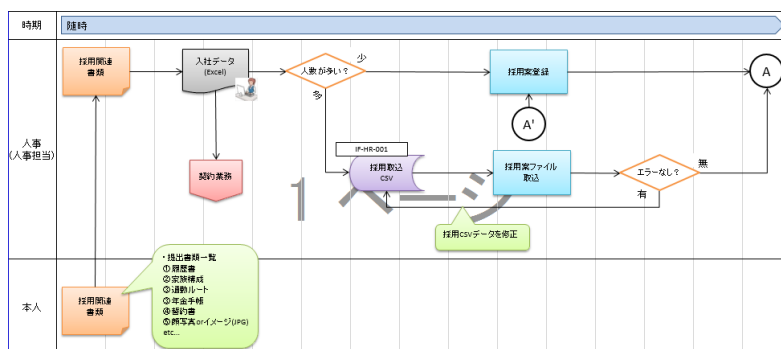 時期
随時
人事
(人事担当)
採用関連
書類
入社データ
(Excel)
人数が多い？
少
多
採用案登録
A
A'
契約業務
IF-HR-001
採用取込
CSV
採用案ファイル
取込
エラーなし？
無
有
採用CSVデータを修正
1 ページ
本人
採用関連
書類
・提出書類一覧
①履歴書
②家族構成
③通勤ルート
③年金手帳
④誓約書
⑤顔写真orイメージ(JPG)
etc...